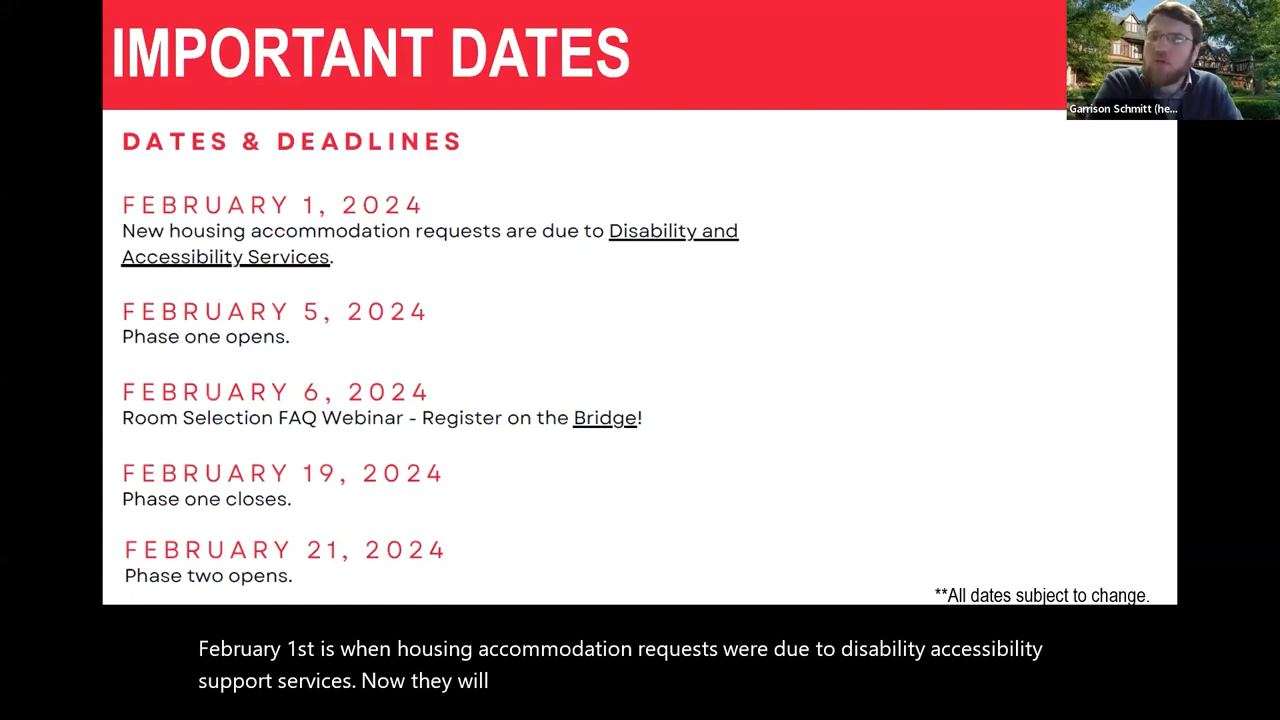 IMPORTANT DATES
Garrison Schmitt (he...
DATES & DEADLINES
FEBRUARY 1, 2024
New housing accommodation requests are due to Disability and
Accessibility Services.
FEBRUARY 5, 2024
Phase one opens.
FEBRUARY 6, 2024
Room Selection FAQ Webinar - Register on the Bridge!
FEBRUARY 19, 2024
Phase one closes.
FEBRUARY 21, 2024
Phase two opens.
**All dates subject to change.
February 1st is when housing accommodation requests were due to disability accessibility
support services. Now they will